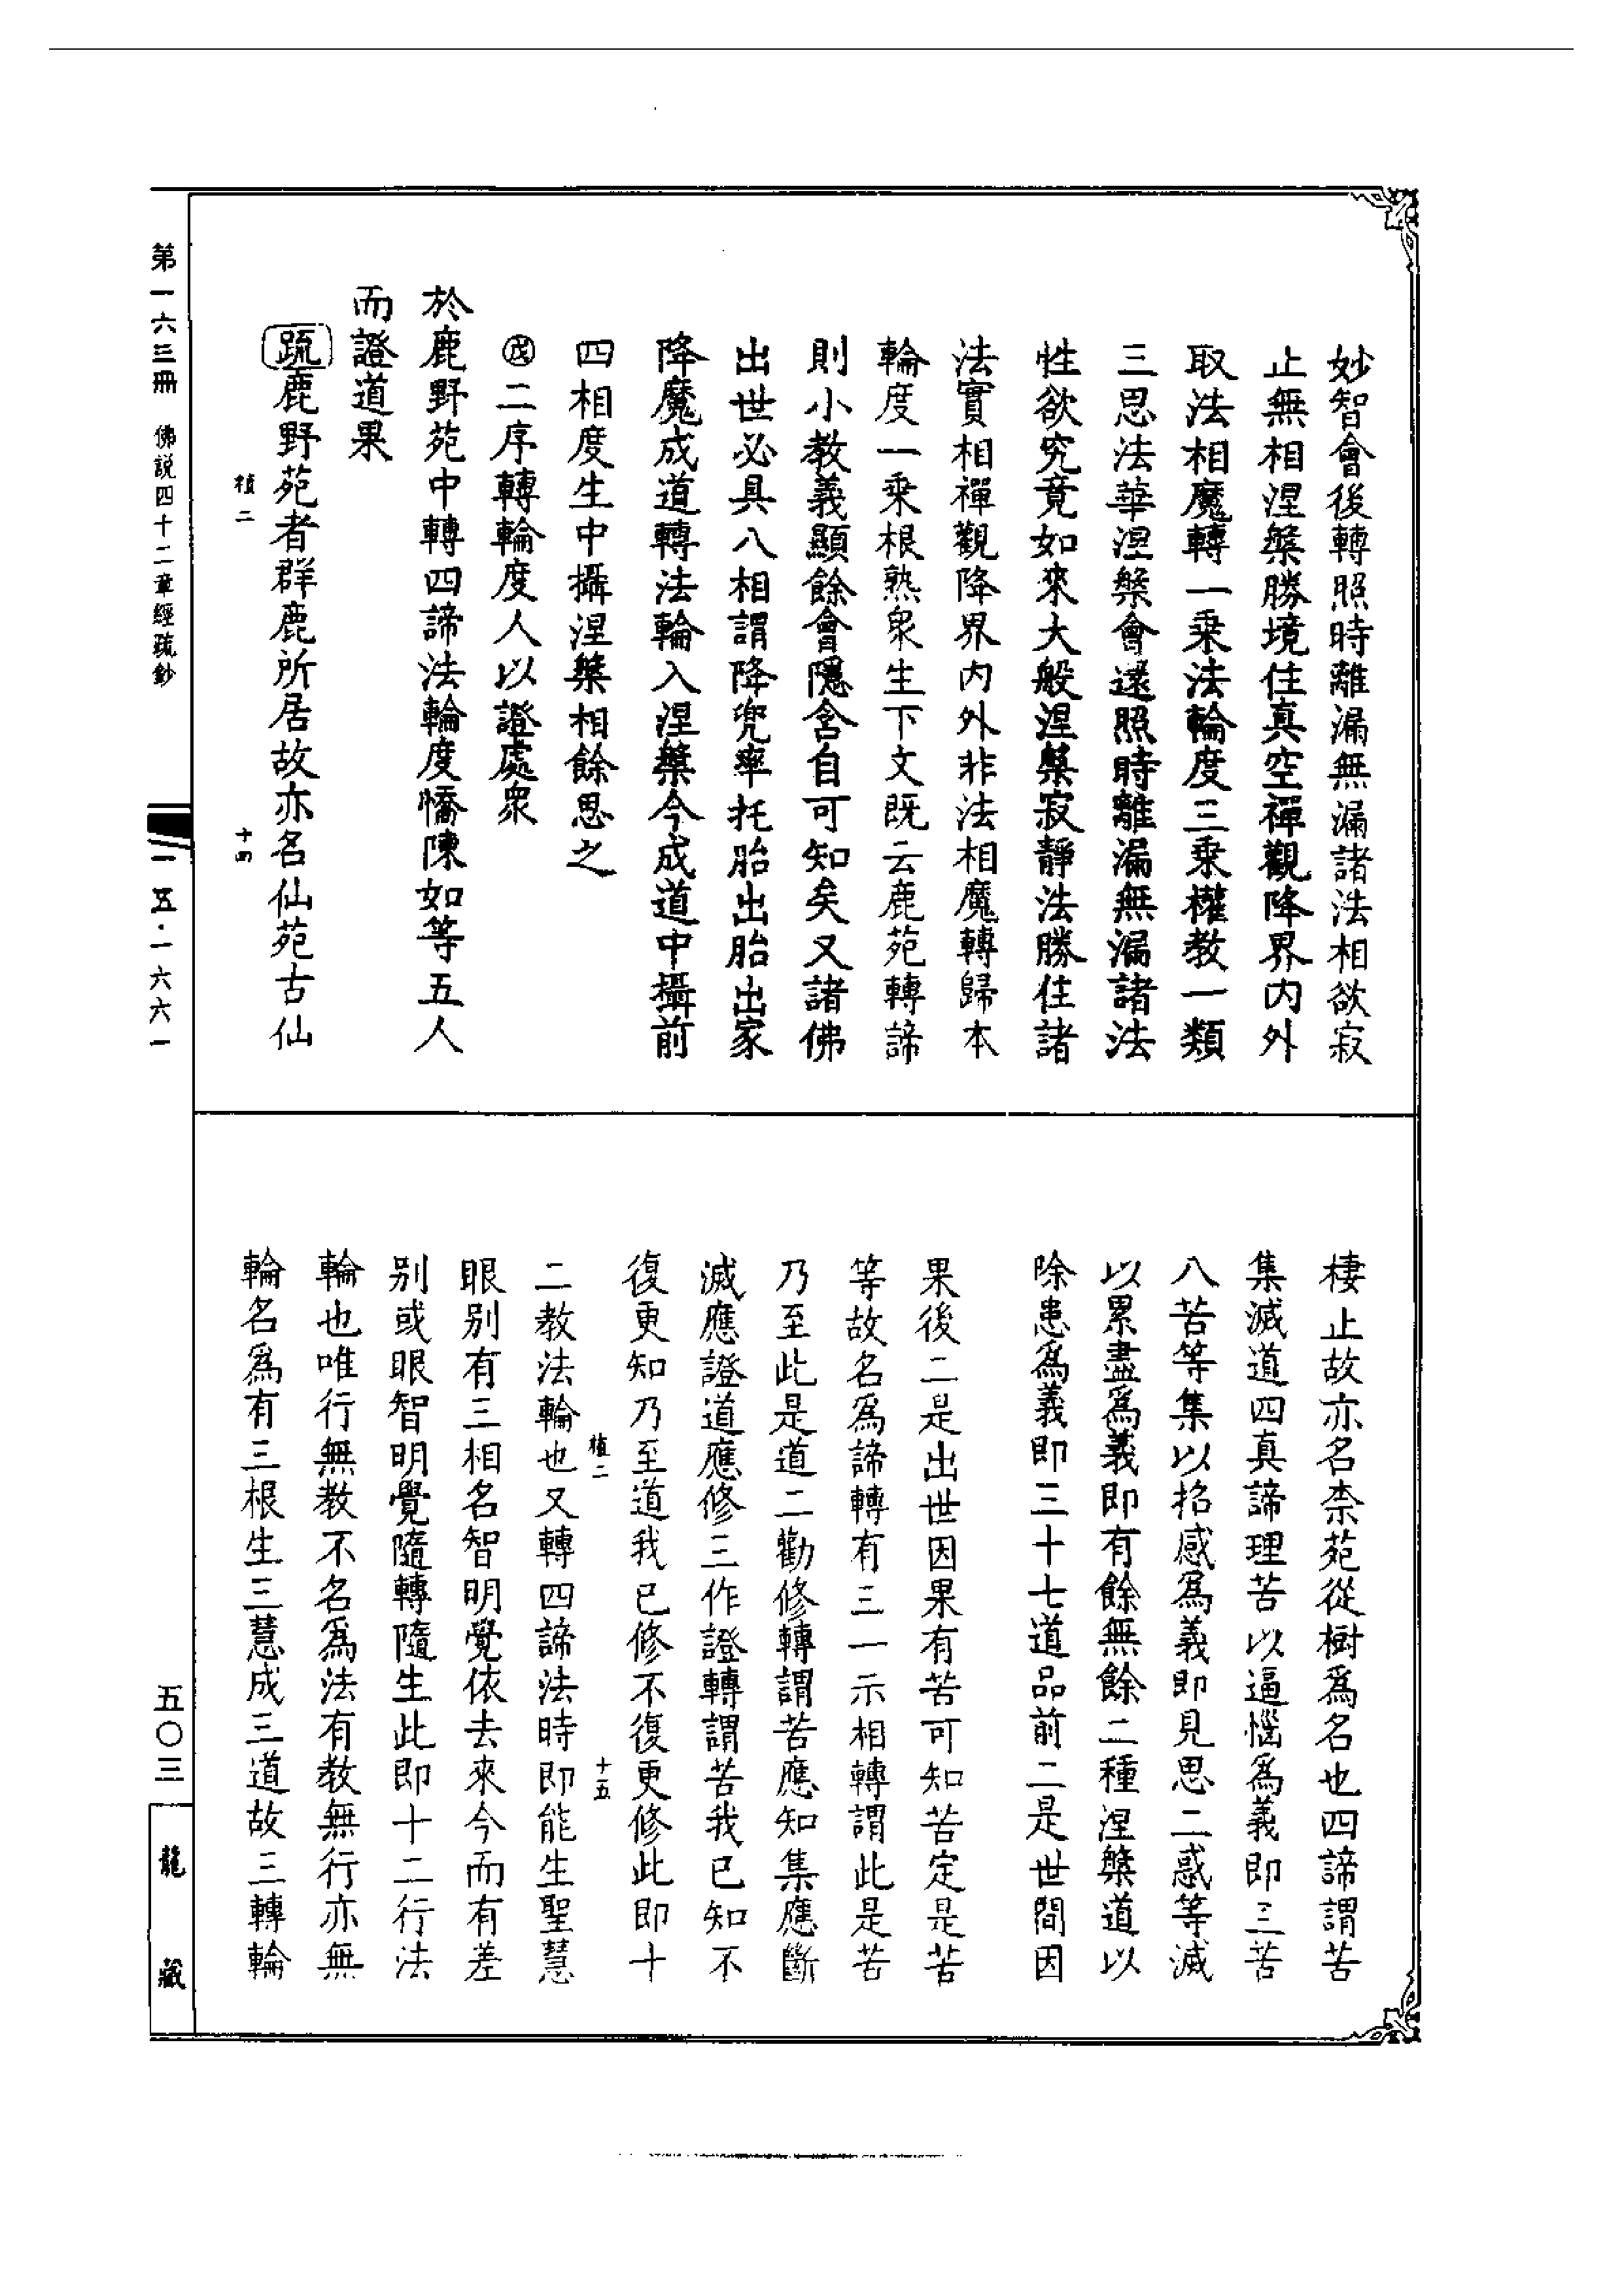 妙智會後轉照時離漏無漏諸法相欲寂
止無相涅槃勝境住真空禪觀降界内外
取法相魔轉一乘法輪度三乘權教一類
三思法華涅槃會還照時離漏無漏諸法
性欲究竟如來大般涅槃寂靜法勝住諸
法實相禪觀降界内外非法相魔轉歸本
輪度一乘根熟衆生下文既云鹿苑轉諦
則小教義顯餘會隱含自可知矣又諸佛
出世必具八相謂降兜率托胎出胎出家
降魔成道轉法輪入涅槃今成道中攝前
四相度生中攝涅槃相餘思之
㊅二序轉輪度人以證處衆
於鹿野苑中轉四諦法輪度憍陳如等五人
而證道果
疏鹿野苑者群鹿所居故亦名仙苑古仙
植二
十四
棲止故亦名柰苑從樹爲名也四諦謂苦
集滅道四真諦理苦以逼惱爲義即三苦
八苦等集以招感爲義即見思二惑等滅
以累盡爲義即有餘無餘二種涅槃道以
除患爲義即三十七道品前二是世間因
果後二是出世因果有苦可知苦定是苦
等故名爲諦轉有三一示相轉謂此是苦
乃至此是道二勸修轉謂苦應知集應斷
滅應證道應修三作證轉謂苦我已知不
復更知乃至道我已修不復更修此即十
植二
十五
二教法輪也又轉四諦法時即能生聖慧
眼别有三相名智明覺依去來今而有差
别或眼智明覺隨轉隨生此即十二行法
輪也唯行無教不名爲法有教無行亦無
輪名爲有三根生三慧成三道故三轉輪
第一六三冊 佛説四十二章經疏鈔
一一五·一六六一
五〇三
龍藏